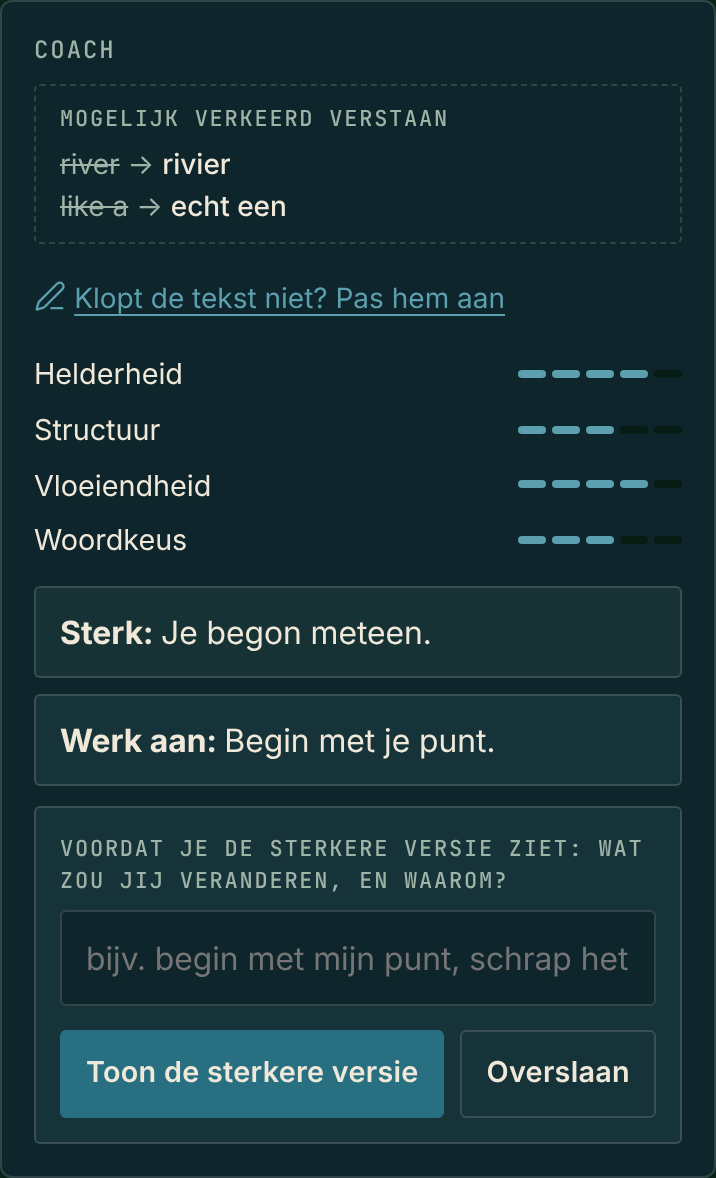 COACH
MOGELIJK VERKEERD VERSTAAN
river → rivier
like a → echt een
Klopt de tekst niet? Pas hem aan
Helderheid
Structuur
Vloeiendheid
Woordkeus
Sterk: Je begon meteen.
Werk aan: Begin met je punt.
VOORDAT JE DE STERKERE VERSIE ZIET: WAT
ZOU JIJ VERANDEREN, EN WAAROM?
bijv. begin met mijn punt, schrap het
Toon de sterkere versie
Overslaan